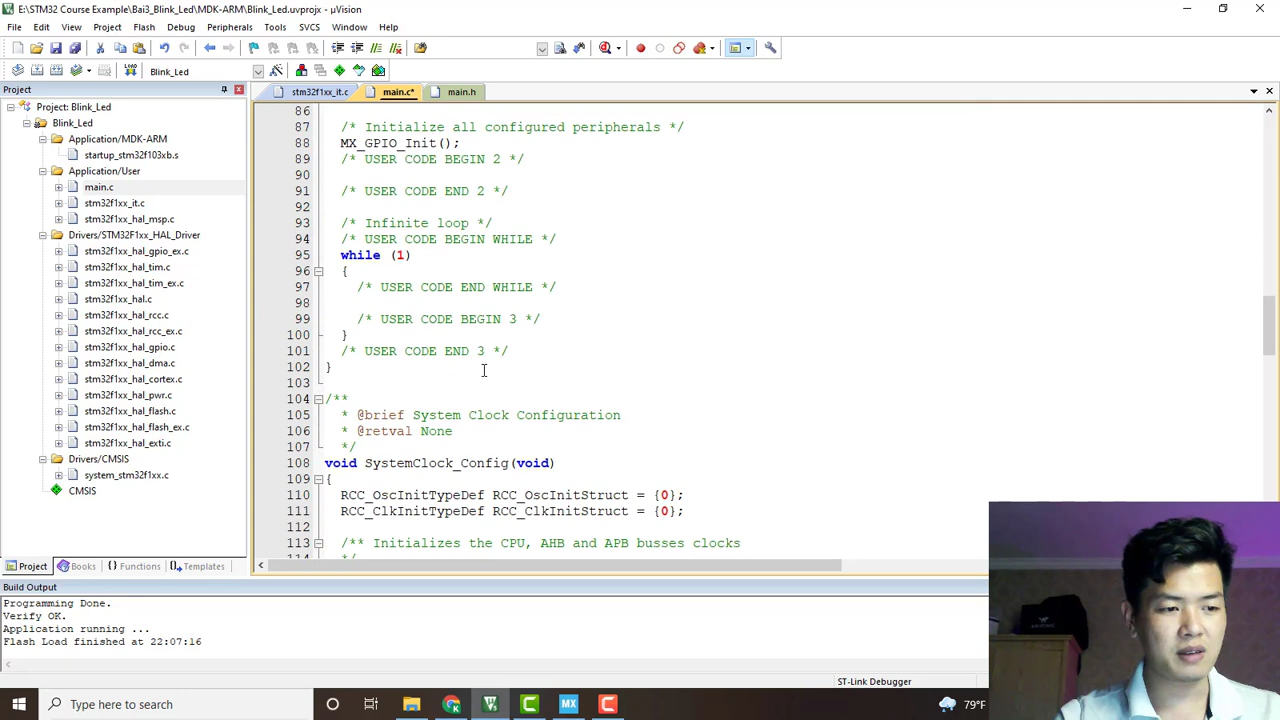 E:\STM32 Course Example\Bai3_Blink_Led\MDK-ARM\Blink_Led.uvprojx - µVision
File Edit View Project Flash Debug Peripherals Tools SVCS Window Help
Blink_Led
Project
stm32f1xx_it.c main.c* main.h
Project: Blink_Led
Blink_Led
Application/MDK-ARM
startup_stm32f103xb.s
Application/User
main.c
stm32f1xx_it.c
stm32f1xx_hal_msp.c
Drivers/STM32F1xx_HAL_Driver
stm32f1xx_hal_gpio_ex.c
stm32f1xx_hal_tim.c
stm32f1xx_hal_tim_ex.c
stm32f1xx_hal.c
stm32f1xx_hal_rcc.c
stm32f1xx_hal_rcc_ex.c
stm32f1xx_hal_gpio.c
stm32f1xx_hal_dma.c
stm32f1xx_hal_cortex.c
stm32f1xx_hal_pwr.c
stm32f1xx_hal_flash.c
stm32f1xx_hal_flash_ex.c
stm32f1xx_hal_exti.c
Drivers/CMSIS
system_stm32f1xx.c
CMSIS
Project Books {} Functions Templates
86
87 /* Initialize all configured peripherals */
88 MX_GPIO_Init();
89 /* USER CODE BEGIN 2 */
90
91 /* USER CODE END 2 */
92
93 /* Infinite loop */
94 /* USER CODE BEGIN WHILE */
95 while (1)
96 {
97 /* USER CODE END WHILE */
98
99 /* USER CODE BEGIN 3 */
100 }
101 /* USER CODE END 3 */
102 }
103
104 /**
105 * @brief System Clock Configuration
106 * @retval None
107 */
108 void SystemClock_Config(void)
109 {
110 RCC_OscInitTypeDef RCC_OscInitStruct = {0};
111 RCC_ClkInitTypeDef RCC_ClkInitStruct = {0};
112
113 /** Initializes the CPU, AHB and APB busses clocks
114 */
Build Output
Programming Done.
Verify OK.
Application running ...
Flash Load finished at 22:07:16
ST-Link Debugger
Type here to search
79°F